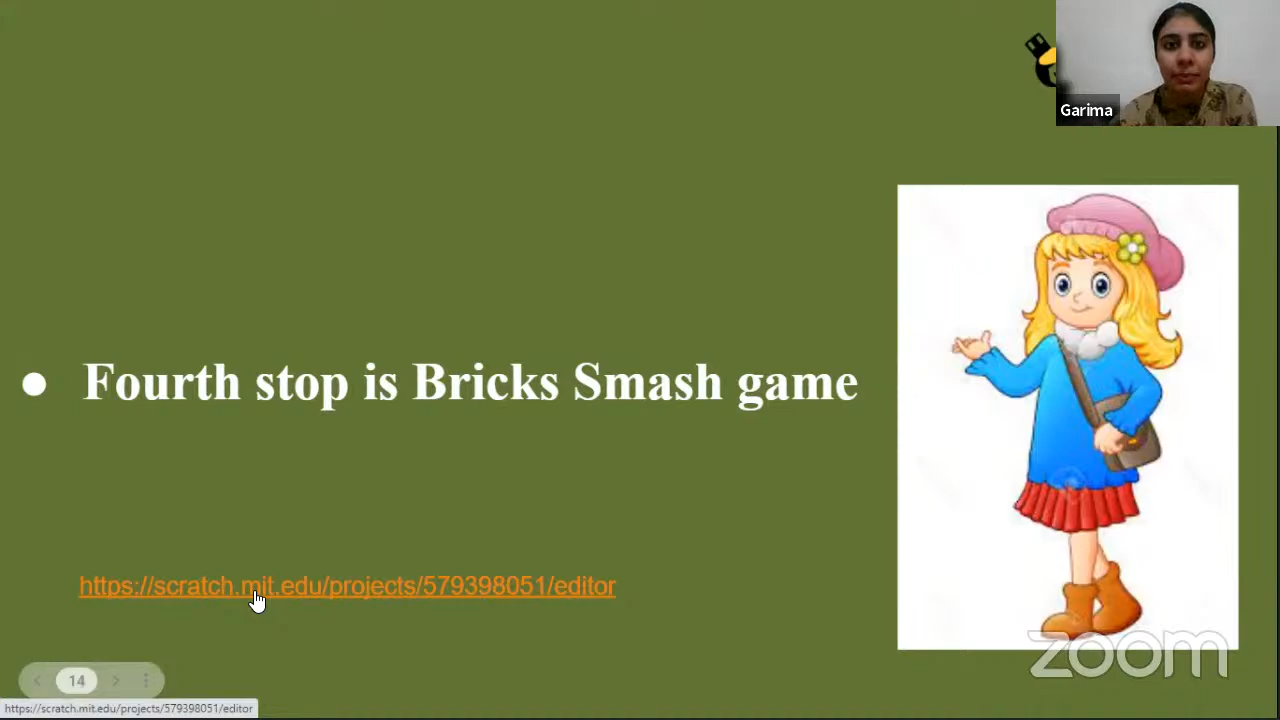 Garima
● Fourth stop is Bricks Smash game
https://scratch.mit.edu/projects/579398051/editor
zoom
14
https://scratch.mit.edu/projects/579398051/editor